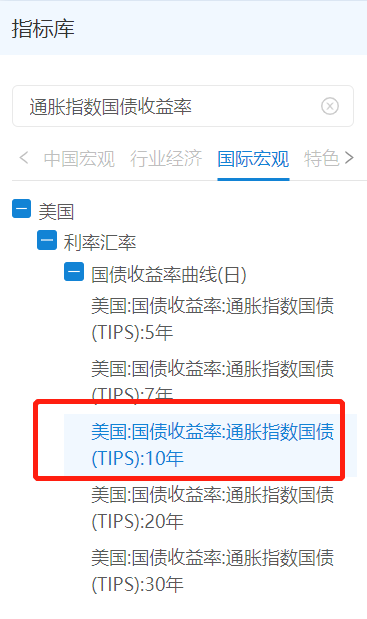 指标库
通胀指数国债收益率
中国宏观 行业经济 国际宏观 特色
美国
利率汇率
国债收益率曲线(日)
美国:国债收益率:通胀指数国债
(TIPS):5年
美国:国债收益率:通胀指数国债
(TIPS):7年
美国:国债收益率:通胀指数国债
(TIPS):10年
美国:国债收益率:通胀指数国债
(TIPS):20年
美国:国债收益率:通胀指数国债
(TIPS):30年